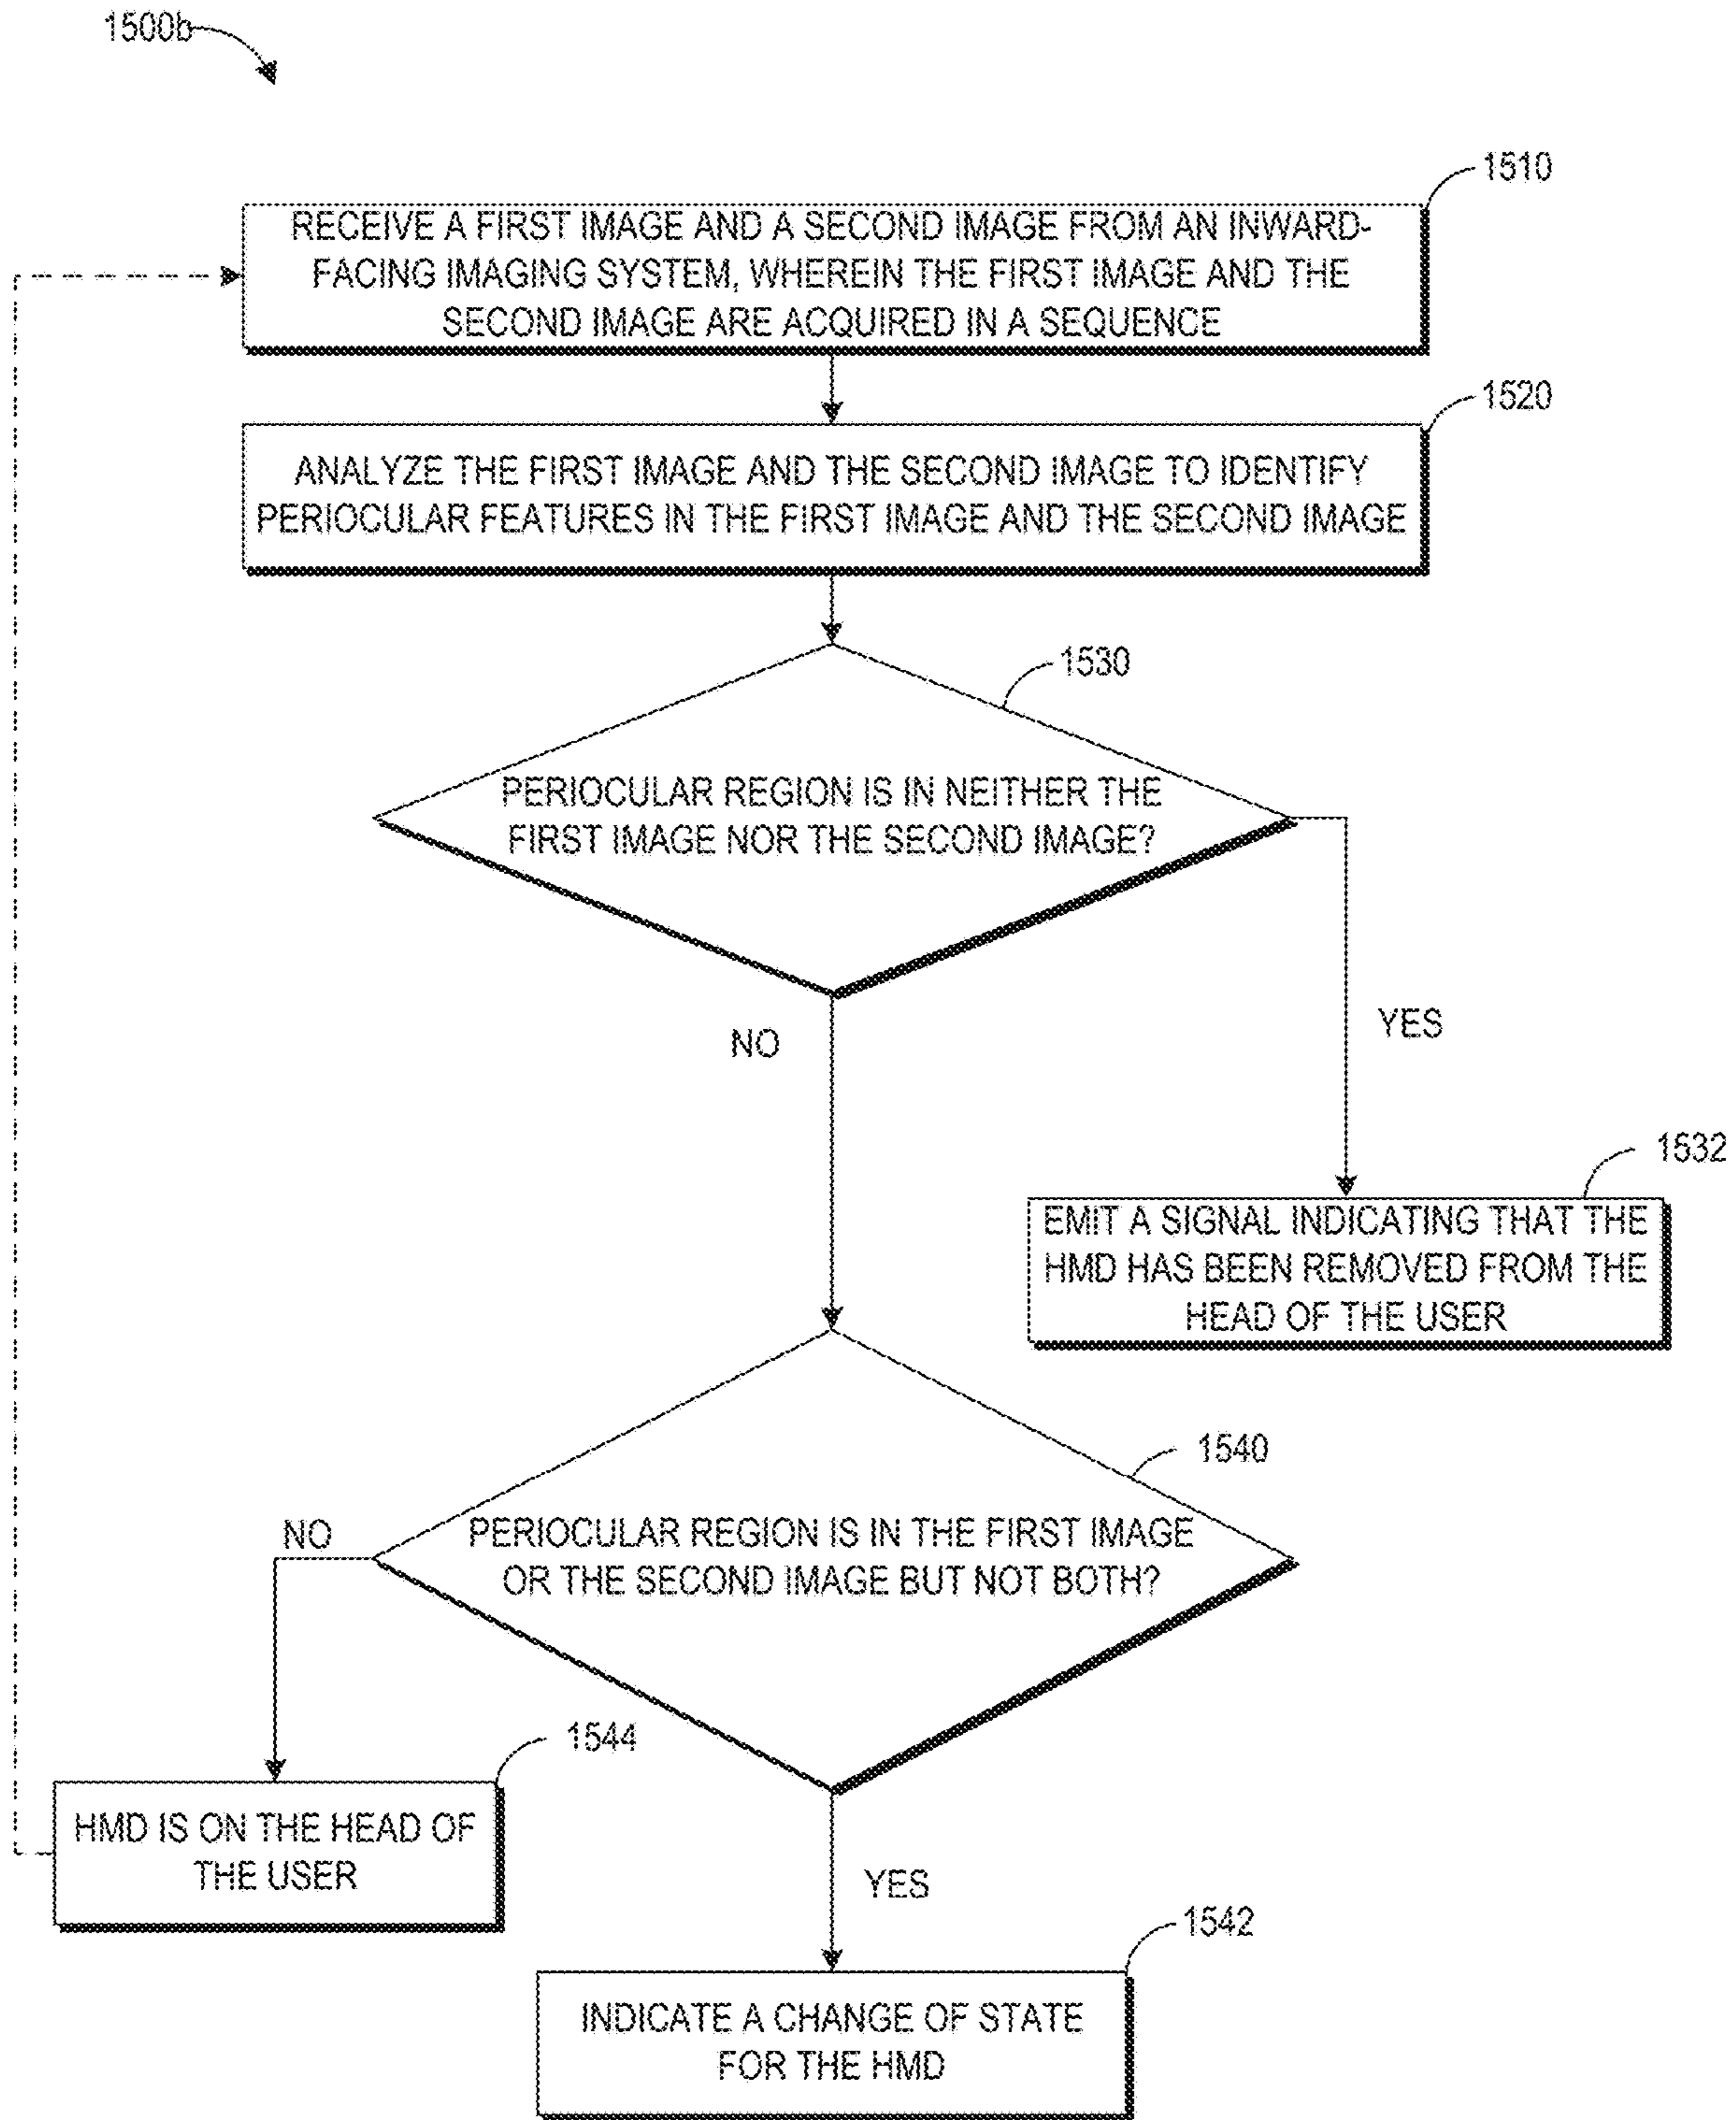 1500b
1510
RECEIVE A FIRST IMAGE AND A SECOND IMAGE FROM AN INWARD-
FACING IMAGING SYSTEM, WHEREIN THE FIRST IMAGE AND THE
SECOND IMAGE ARE ACQUIRED IN A SEQUENCE
1520
ANALYZE THE FIRST IMAGE AND THE SECOND IMAGE TO IDENTIFY
PERIOCULAR FEATURES IN THE FIRST IMAGE AND THE SECOND IMAGE
1530
PERIOCULAR REGION IS IN NEITHER THE
FIRST IMAGE NOR THE SECOND IMAGE?
NO
YES
1532
EMIT A SIGNAL INDICATING THAT THE
HMD HAS BEEN REMOVED FROM THE
HEAD OF THE USER
1540
PERIOCULAR REGION IS IN THE FIRST IMAGE
OR THE SECOND IMAGE BUT NOT BOTH?
NO
1544
HMD IS ON THE HEAD OF
THE USER
YES
1542
INDICATE A CHANGE OF STATE
FOR THE HMD